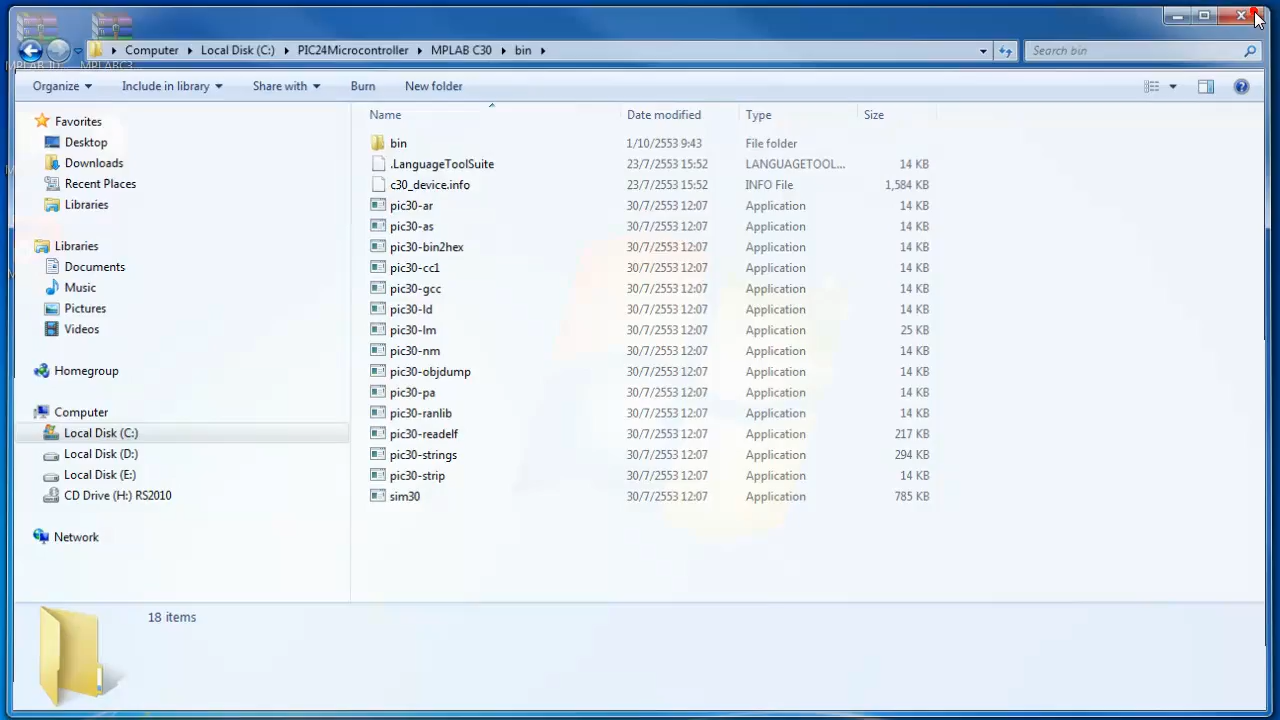 Computer Local Disk (C:) PIC24Microcontroller MPLAB C30 bin Search bin
Organize Include in library Share with Burn New folder
Name Date modified Type Size
Favorites
Desktop
Downloads
Recent Places
Libraries
Libraries
Documents
Music
Pictures
Videos
Homegroup
Computer
Local Disk (C:)
Local Disk (D:)
Local Disk (E:)
CD Drive (H:) RS2010
Network
bin 1/10/2553 9:43 File folder
.LanguageToolSuite 23/7/2553 15:52 LANGUAGETOOL... 14 KB
c30_device.info 23/7/2553 15:52 INFO File 1,584 KB
pic30-ar 30/7/2553 12:07 Application 14 KB
pic30-as 30/7/2553 12:07 Application 14 KB
pic30-bin2hex 30/7/2553 12:07 Application 14 KB
pic30-cc1 30/7/2553 12:07 Application 14 KB
pic30-gcc 30/7/2553 12:07 Application 14 KB
pic30-ld 30/7/2553 12:07 Application 14 KB
pic30-lm 30/7/2553 12:07 Application 25 KB
pic30-nm 30/7/2553 12:07 Application 14 KB
pic30-objdump 30/7/2553 12:07 Application 14 KB
pic30-pa 30/7/2553 12:07 Application 14 KB
pic30-ranlib 30/7/2553 12:07 Application 14 KB
pic30-readelf 30/7/2553 12:07 Application 217 KB
pic30-strings 30/7/2553 12:07 Application 294 KB
pic30-strip 30/7/2553 12:07 Application 14 KB
sim30 30/7/2553 12:07 Application 785 KB
18 items